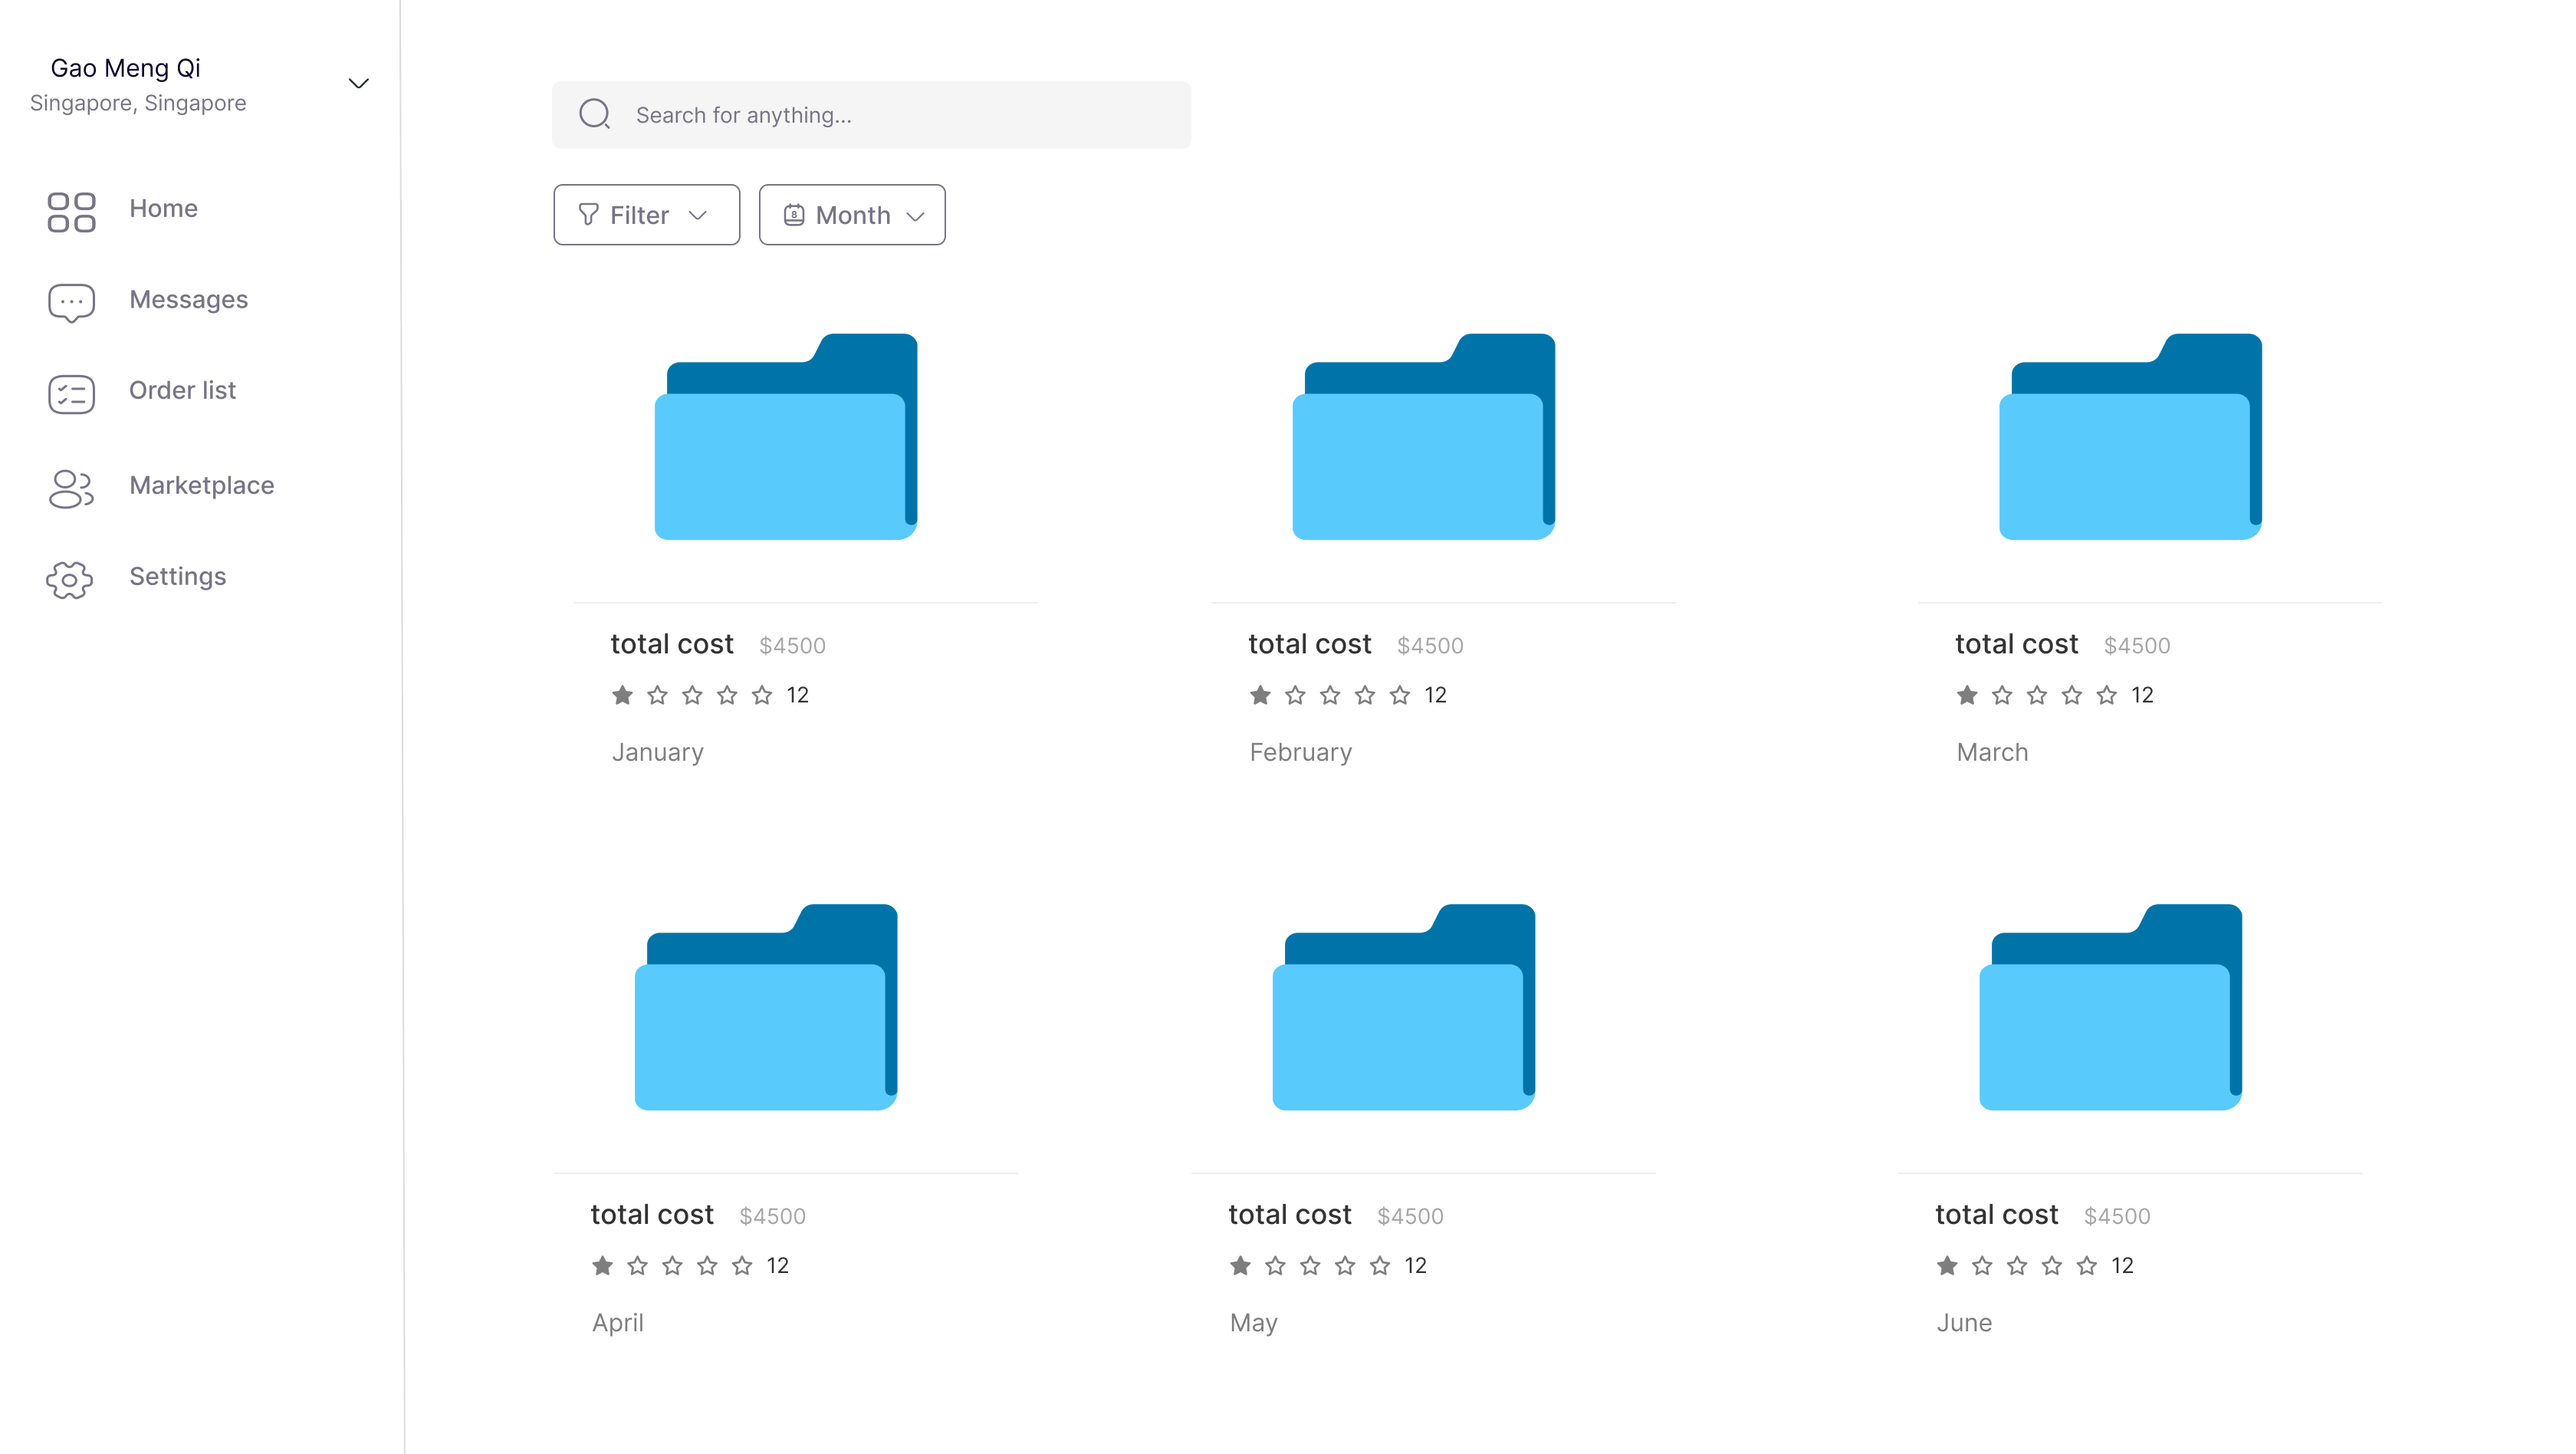 Gao Meng Qi
Singapore, Singapore
Home
Messages
Order list
Marketplace
Settings
Search for anything...
Filter
8 Month
total cost $4500
12
January
total cost $4500
12
February
total cost $4500
12
March
total cost $4500
12
April
total cost $4500
12
May
total cost $4500
12
June